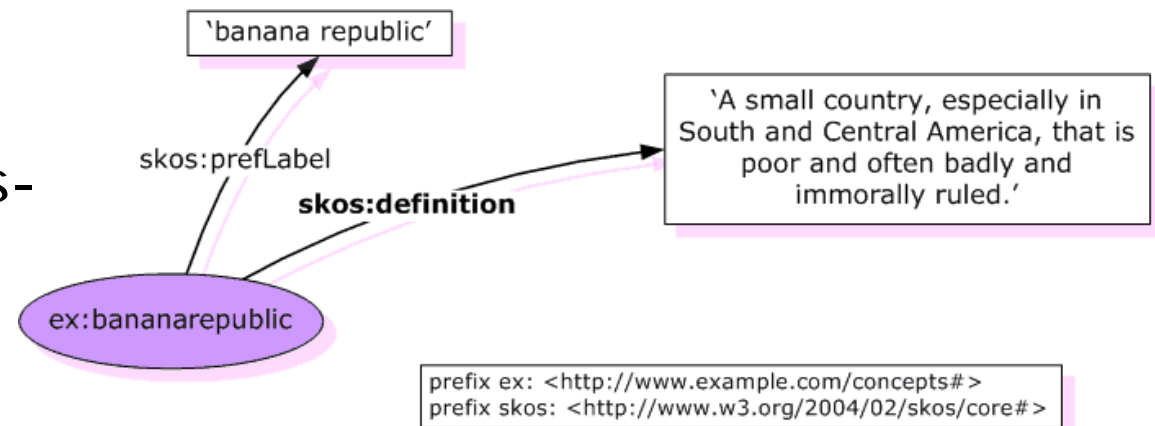 ‘banana republic’
‘A small country, especially in
South and Central America, that is
poor and often badly and
immorally ruled.’
skos:prefLabel
s-
skos:definition
ex:bananarepublic
prefix ex: <http://www.example.com/concepts#>
prefix skos: <http://www.w3.org/2004/02/skos/core#>